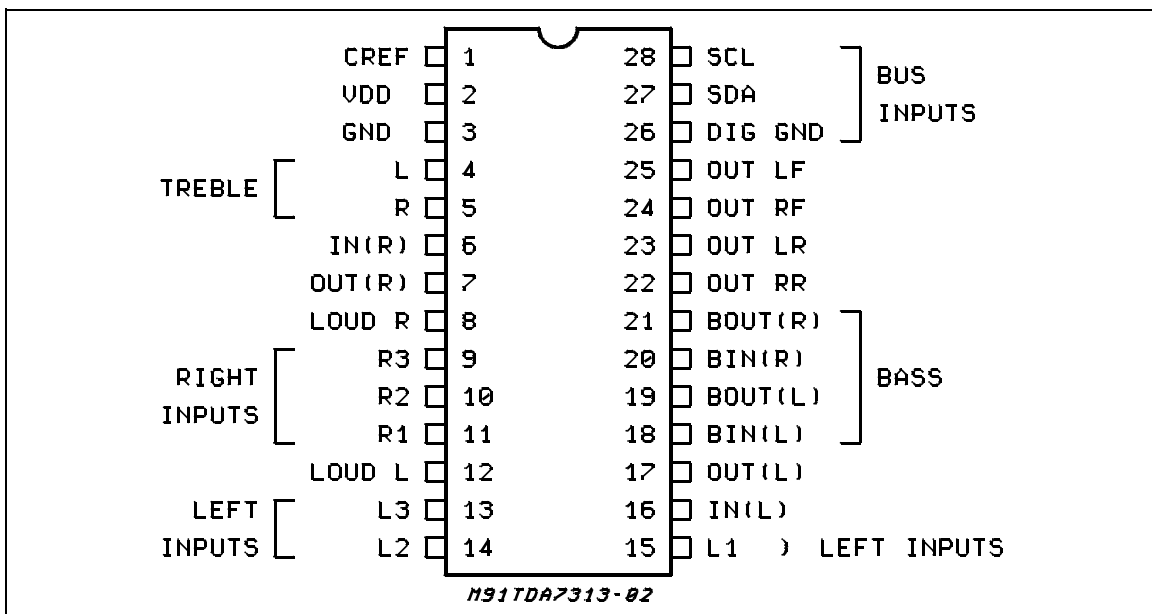 CREF 1 28 SCL
VDD 2 27 SDA
BUS INPUTS
GND 3 26 DIG GND
L 4 25 OUT LF
TREBLE
R 5 24 OUT RF
IN(R) 6 23 OUT LR
OUT(R) 7 22 OUT RR
LOUD R 8 21 BOUT(R)
R3 9 20 BIN(R)
RIGHT INPUTS
BASS
R2 10 19 BOUT(L)
R1 11 18 BIN(L)
LOUD L 12 17 OUT(L)
LEFT INPUTS
L3 13 16 IN(L)
L2 14 15 L1 ) LEFT INPUTS
M91TDA7313-02